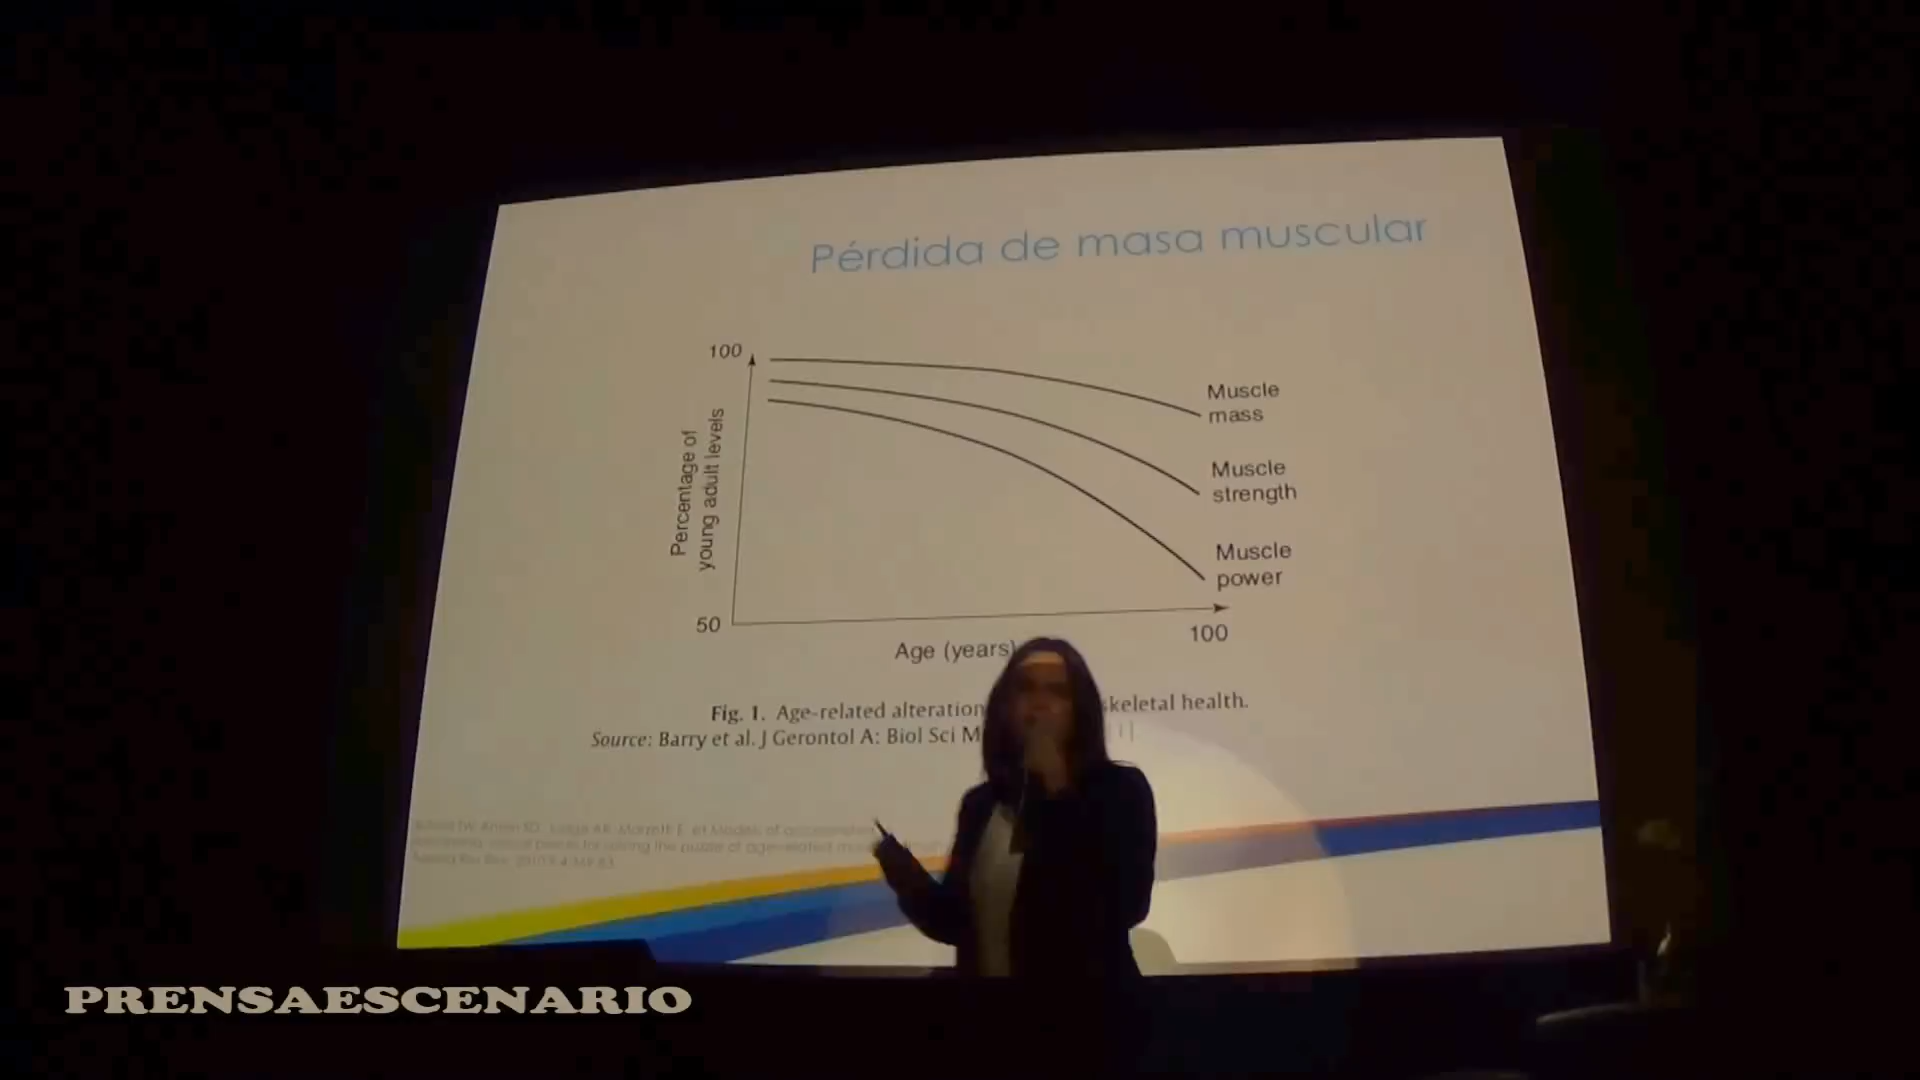 Pérdida de masa muscular
100
Percentage of
young adult levels
50
Muscle
mass
Muscle
strength
Muscle
power
100
Age (years)
Fig. 1. Age-related alteration skeletal health.
Source: Barry et al. J Gerontol A: Biol Sci M
PRENSAESCENARIO